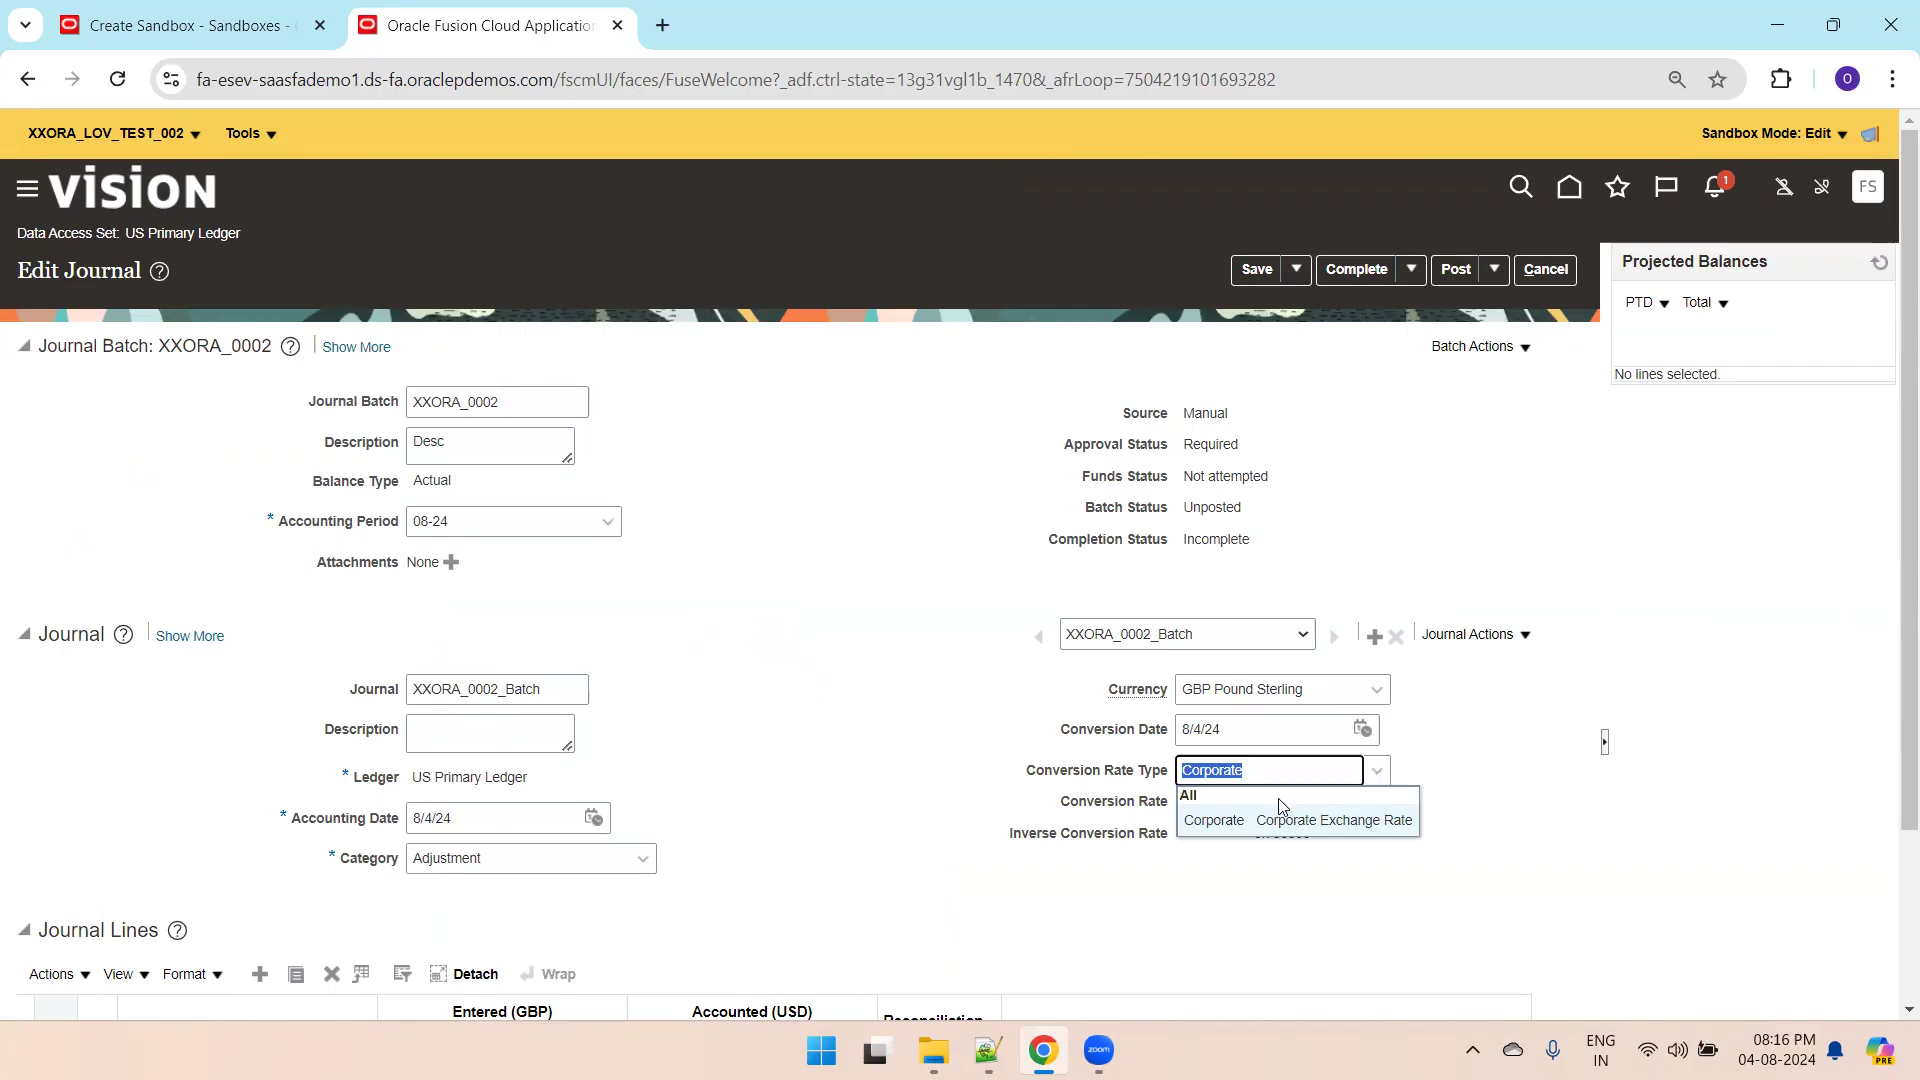 Create Sandbox - Sandboxes -
Oracle Fusion Cloud Application
fa-esev-saasfademo1.ds-fa.oraclepdemos.com/fscmUI/faces/FuseWelcome?_adf.ctrl-state=13g31vgl1b_1470&_afrLoop=7504219101693282
O
XXORA_LOV_TEST_002 Tools
Sandbox Mode: Edit
VISION
1
FS
Data Access Set: US Primary Ledger
Edit Journal
Save Complete Post Cancel
Projected Balances
PTD Total
No lines selected.
Journal Batch: XXORA_0002 Show More
Batch Actions
Journal Batch XXORA_0002
Description Desc
Balance Type Actual
* Accounting Period 08-24
Attachments None
Source Manual
Approval Status Required
Funds Status Not attempted
Batch Status Unposted
Completion Status Incomplete
Journal Show More
XXORA_0002_Batch
Journal Actions
Journal XXORA_0002_Batch
Description
* Ledger US Primary Ledger
* Accounting Date 8/4/24
* Category Adjustment
Currency GBP Pound Sterling
Conversion Date 8/4/24
Conversion Rate Type Corporate
All
Conversion Rate
Corporate Corporate Exchange Rate
Inverse Conversion Rate
Journal Lines
Actions View Format Detach Wrap
Entered (GBP) Accounted (USD) Reconciliation
zoom
ENG
IN
08:16 PM
04-08-2024
PRE